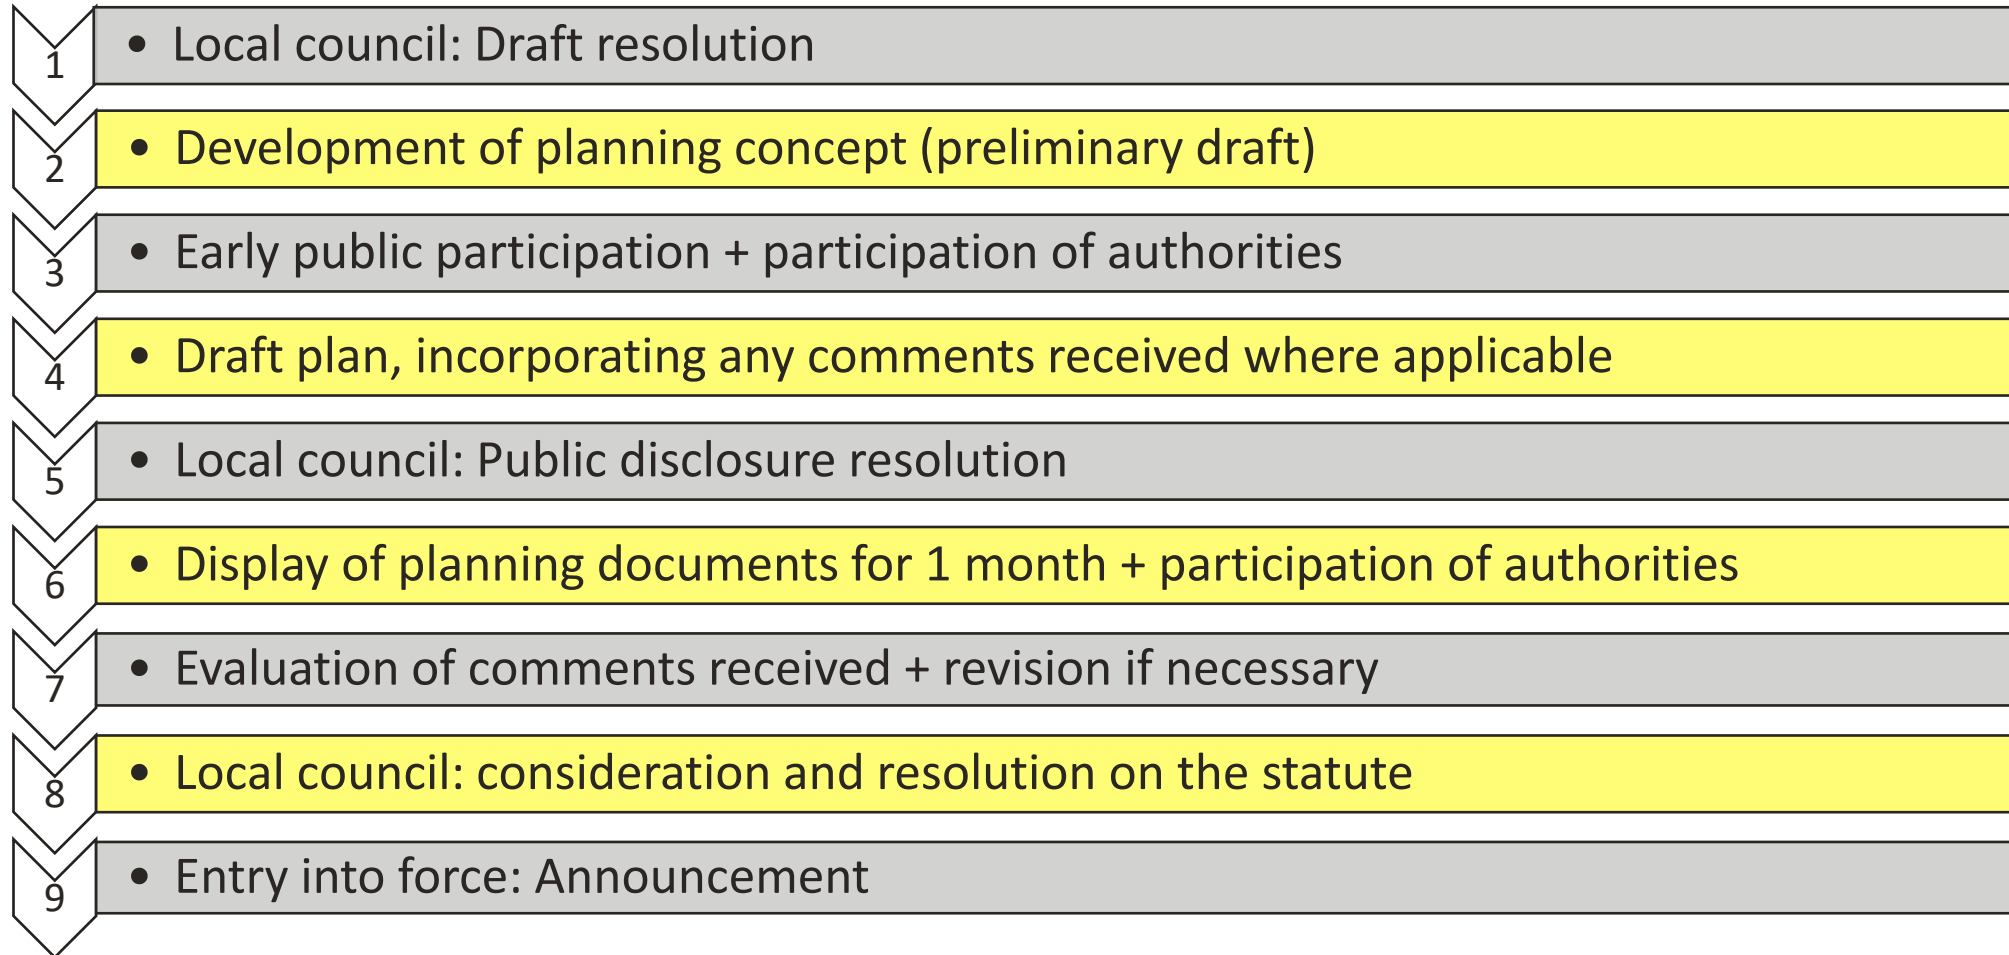 1 • Local council: Draft resolution
2 • Development of planning concept (preliminary draft)
3 • Early public participation + participation of authorities
4 • Draft plan, incorporating any comments received where applicable
5 • Local council: Public disclosure resolution
6 • Display of planning documents for 1 month + participation of authorities
7 • Evaluation of comments received + revision if necessary
8 • Local council: consideration and resolution on the statute
9 • Entry into force: Announcement